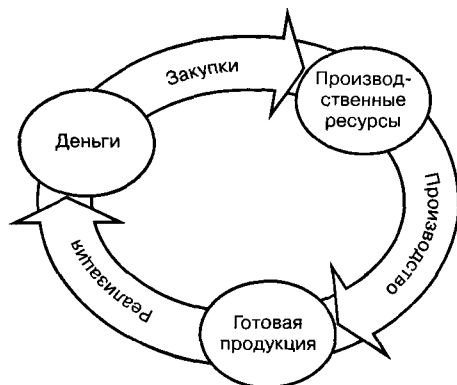 Закупки
Производ-
ственные
ресурсы
Деньги
Производство
Реализация
Готовая
продукция